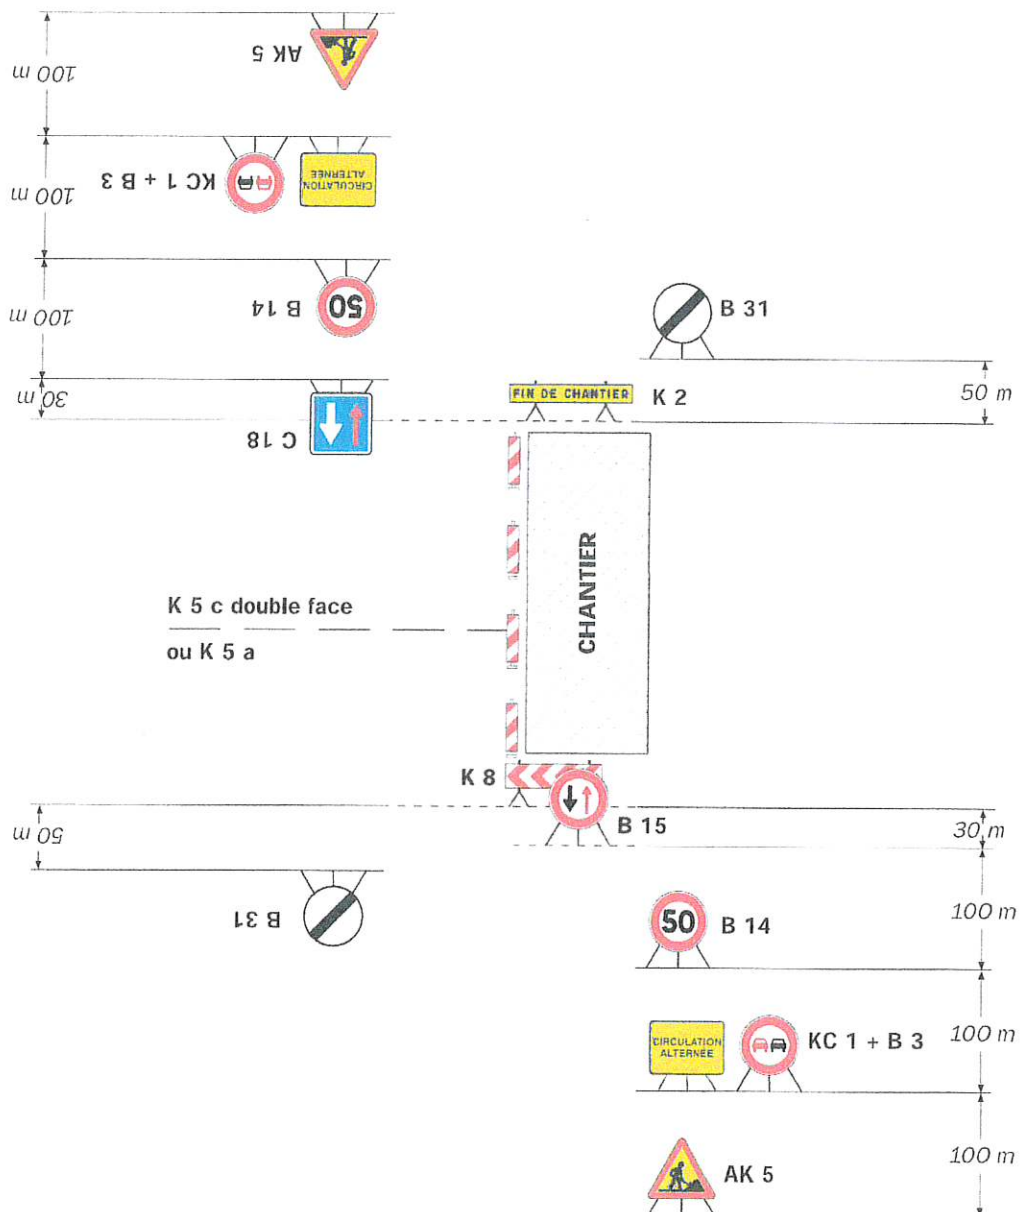 100 m
AK 5
100 m
KC 1 + B 3
CIRCULATION
ALTERNÉE
100 m
B 14
50
B 31
30 m
C 18
FIN DE CHANTIER
K 2
50 m
CHANTIER
K 5 c double face
ou K 5 a
K 8
B 15
50 m
30 m
B 31
50
B 14
100 m
CIRCULATION
ALTERNÉE
KC 1 + B 3
100 m
AK 5
100 m